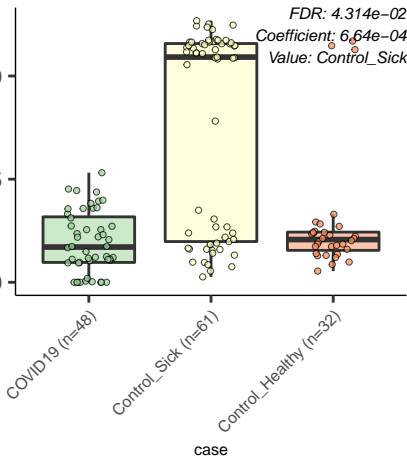 FDR: 4.314e−02
Coefficient: 6.64e−04
Value: Control_Sick
COVID19 (n=48)
Control_Sick (n=61)
Control_Healthy (n=32)
case